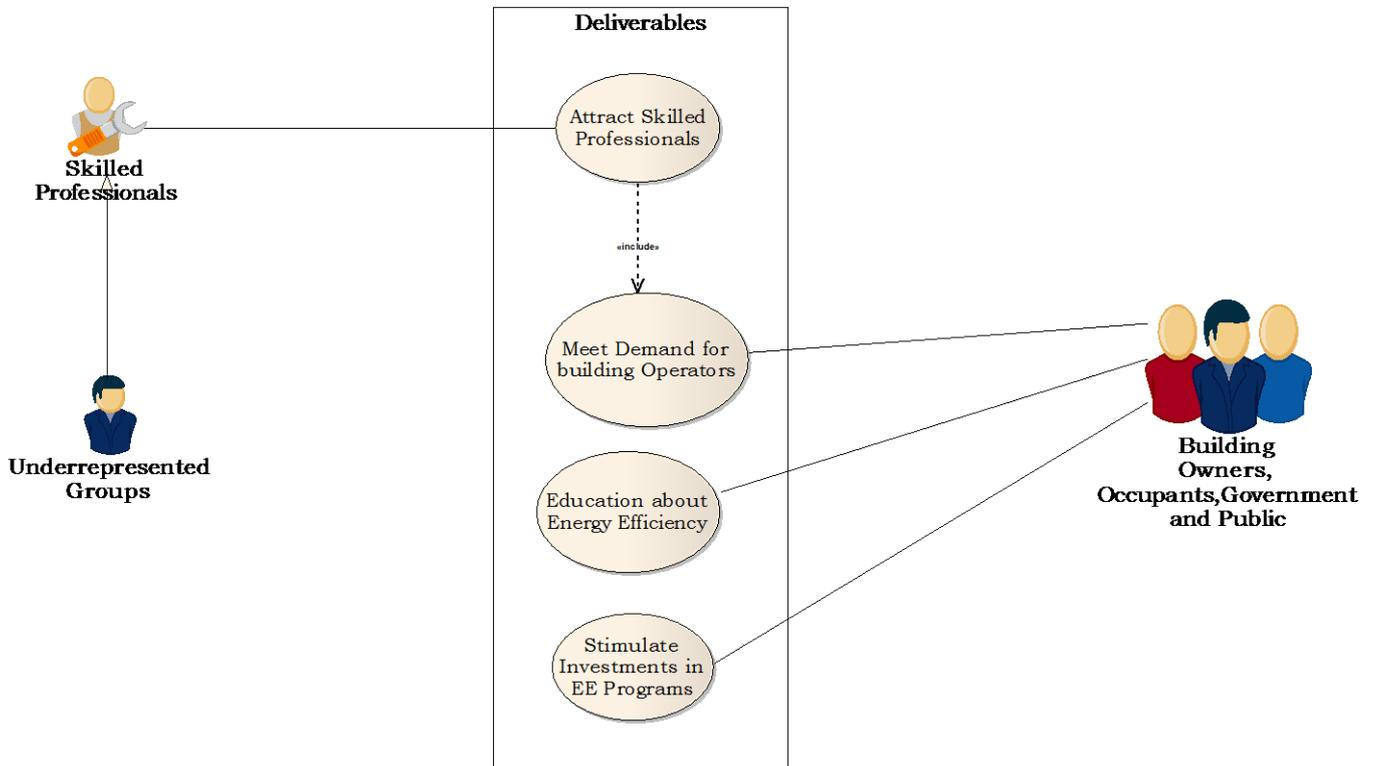 Deliverables
Attract Skilled
Professionals
Skilled
Professionals
«include»
Meet Demand for
building Operators
Building
Owners,
Occupants,Government
and Public
Underrepresented
Groups
Education about
Energy Efficiency
Stimulate
Investments in
EE Programs